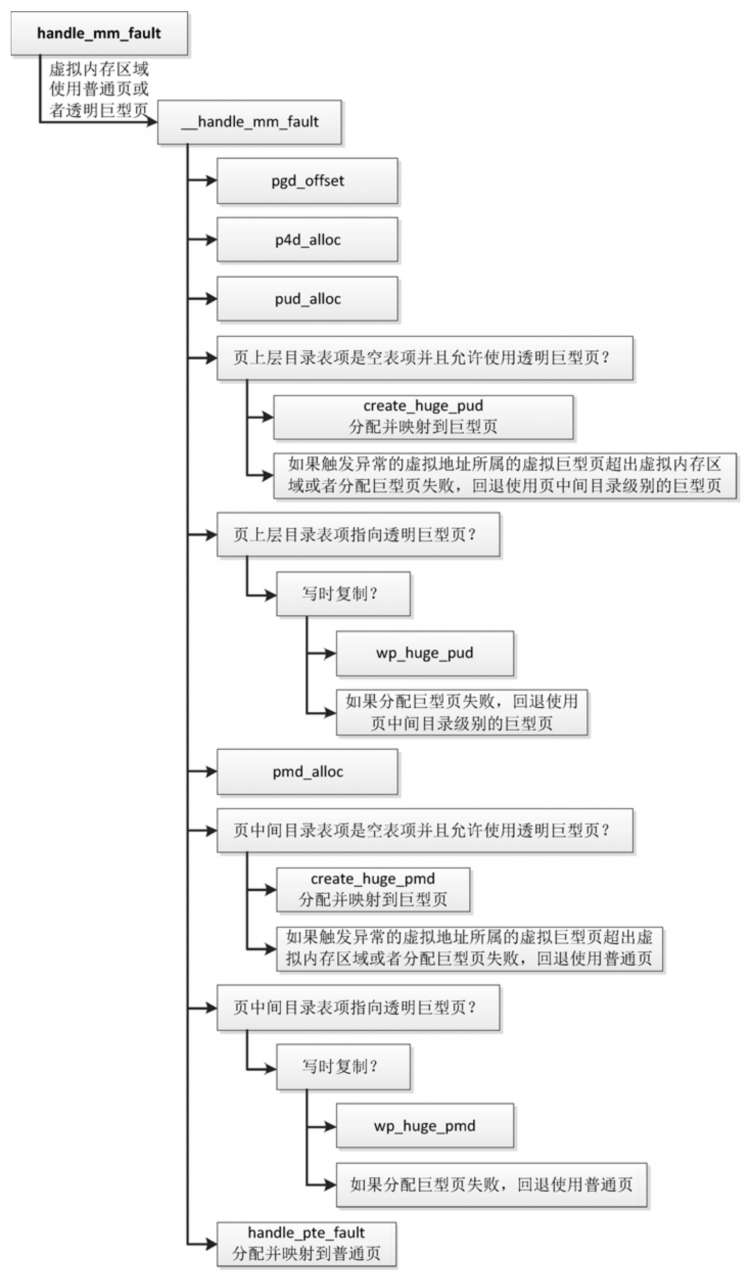 handle_mm_fault
虚拟内存区域
使用普通页或
者透明巨型页
__handle_mm_fault
pgd_offset
p4d_alloc
pud_alloc
页上层目录表项是空表项并且允许使用透明巨型页？
create_huge_pud
分配并映射到巨型页
如果触发异常的虚拟地址所属的虚拟巨型页超出虚拟内存区
域或者分配巨型页失败，回退使用页中间目录级别的巨型页
页上层目录表项指向透明巨型页？
写时复制？
wp_huge_pud
如果分配巨型页失败，回退使用
页中间目录级别的巨型页
pmd_alloc
页中间目录表项是空表项并且允许使用透明巨型页？
create_huge_pmd
分配并映射到巨型页
如果触发异常的虚拟地址所属的虚拟巨型页超出虚
拟内存区域或者分配巨型页失败，回退使用普通页
页中间目录表项指向透明巨型页？
写时复制？
wp_huge_pmd
如果分配巨型页失败，回退使用普通页
handle_pte_fault
分配并映射到普通页